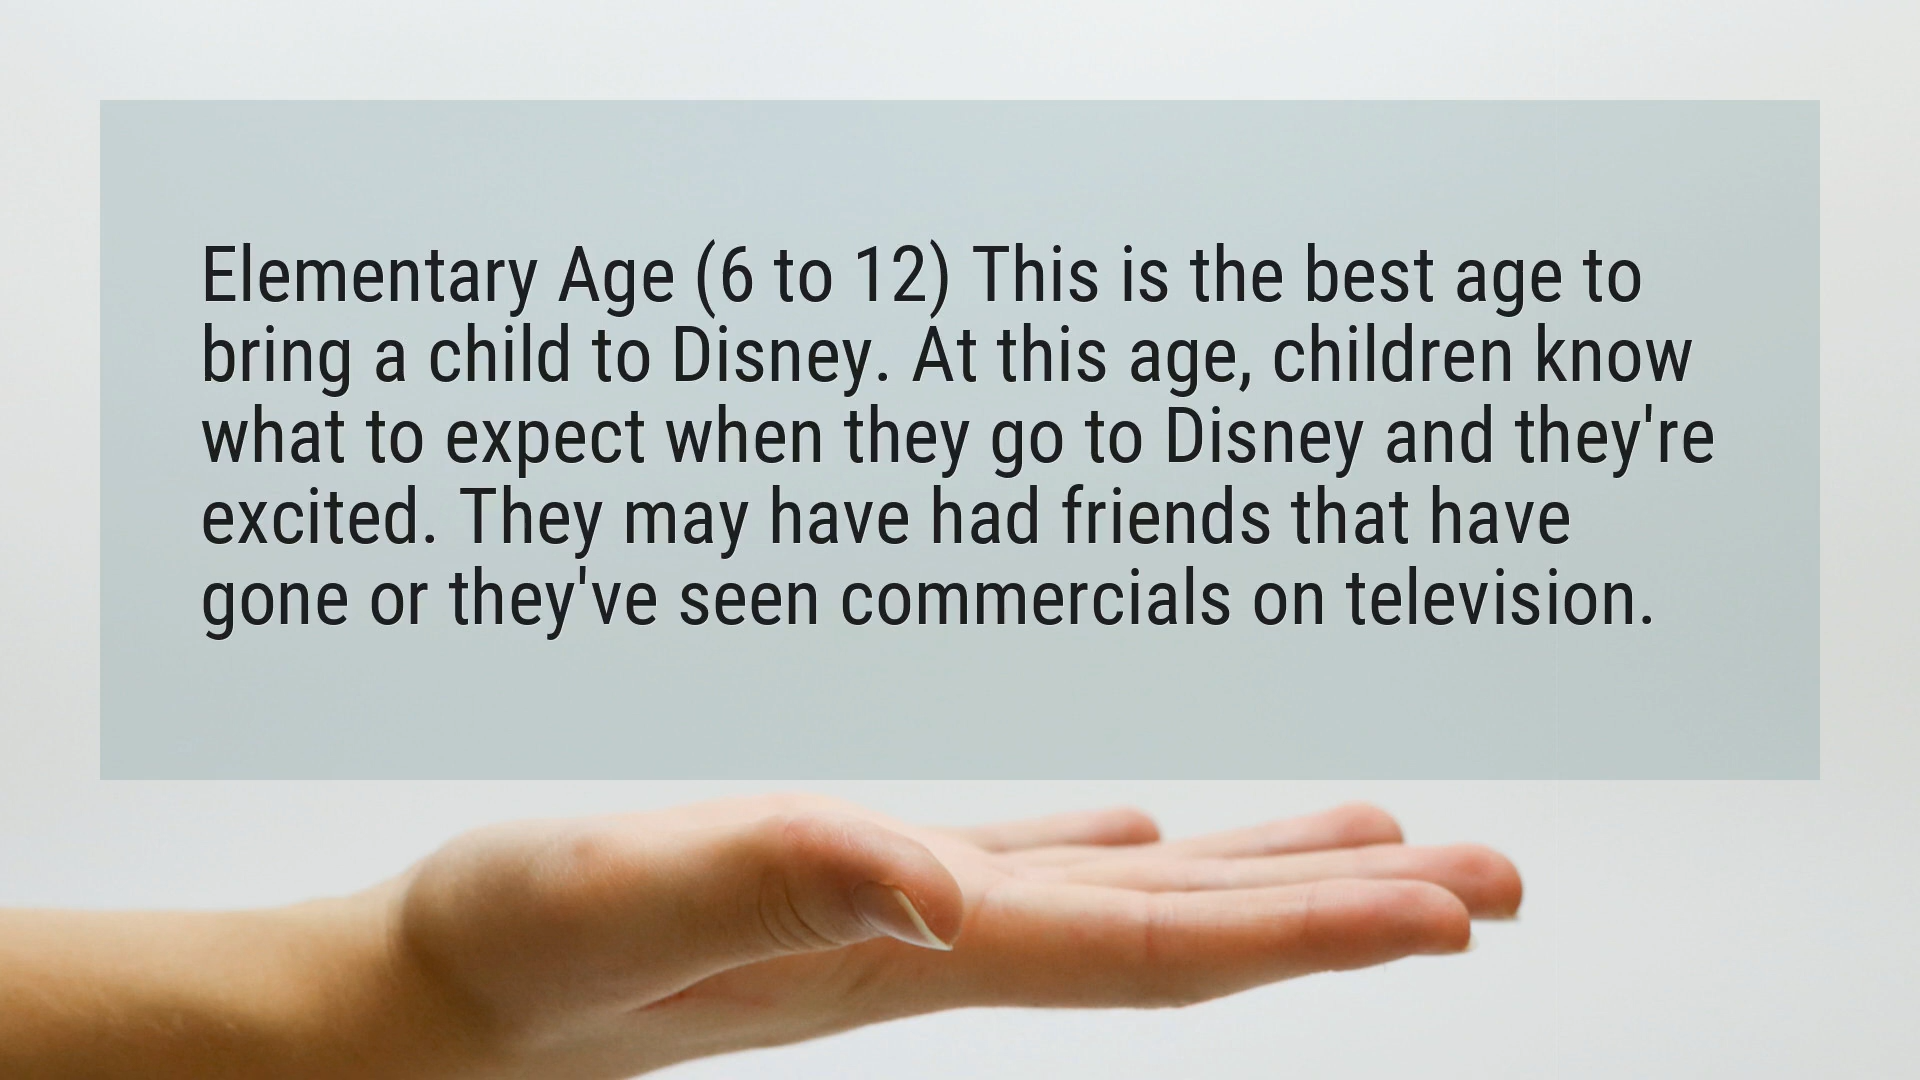 Elementary Age (6 to 12) This is the best age to
bring a child to Disney. At this age, children know
what to expect when they go to Disney and they're
excited. They may have had friends that have
gone or they've seen commercials on television.